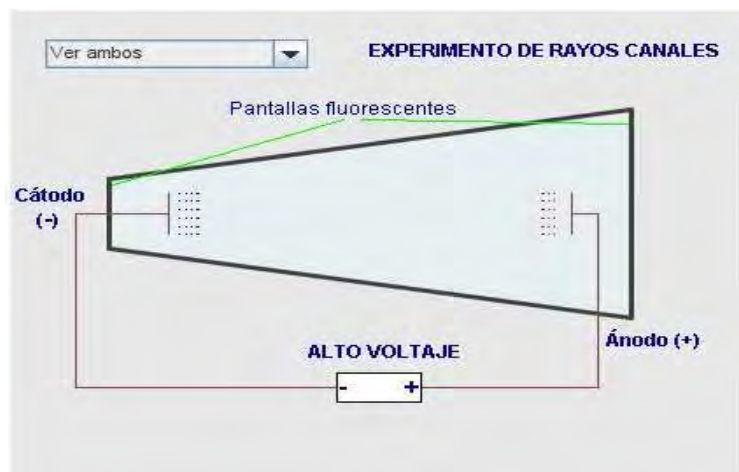 Ver ambos
EXPERIMENTO DE RAYOS CANALES
Pantallas fluorescentes
Cátodo
(-)
Ánodo (+)
ALTO VOLTAJE
- +